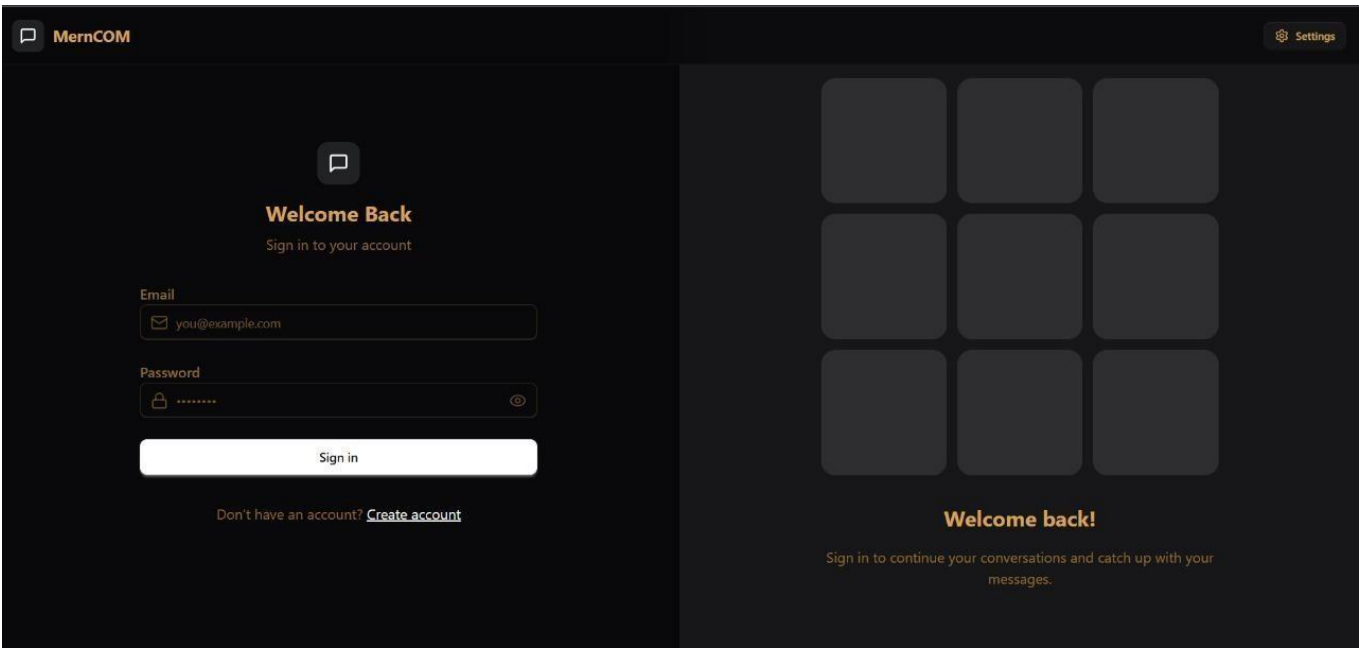 MernCOM
Settings
Welcome Back
Sign in to your account
Email
you@example.com
Password
••••••••
Sign in
Don't have an account? Create account
Welcome back!
Sign in to continue your conversations and catch up with your
messages.